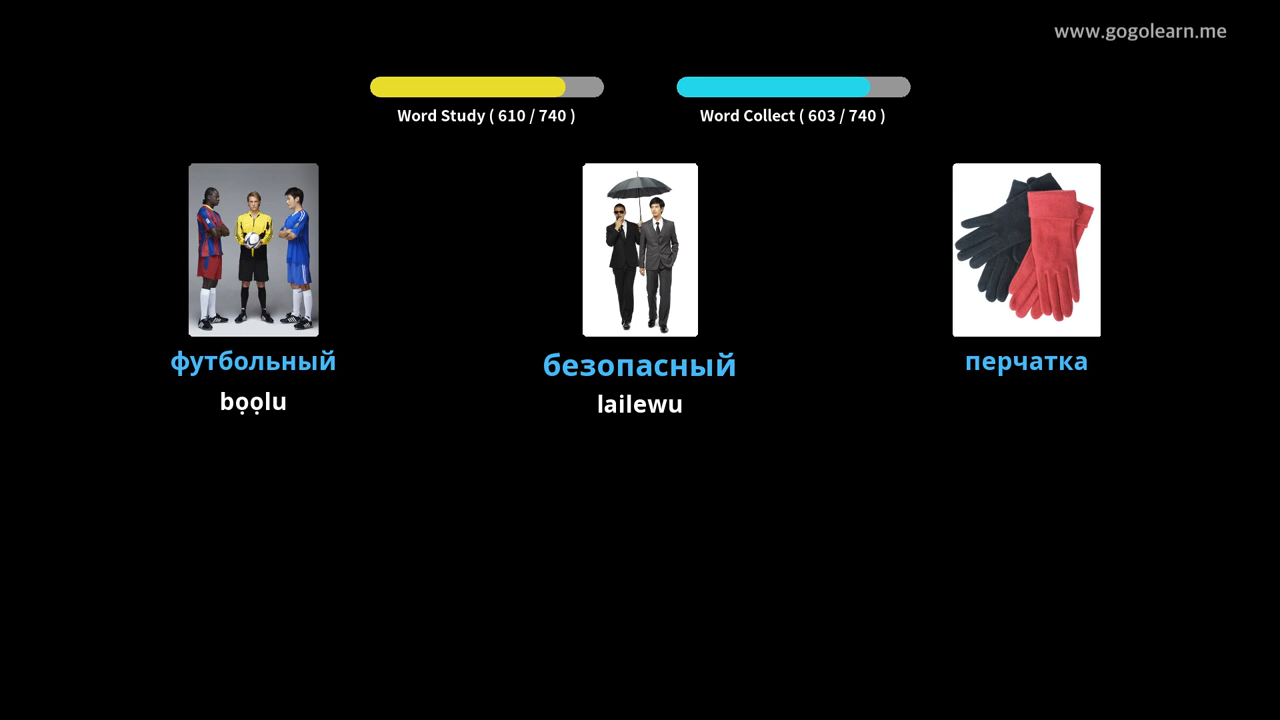 www.gogolearn.me
Word Study ( 610 / 740 )
Word Collect ( 603 / 740 )
футбольный
безопасный
перчатка
bọọlu
lailewu